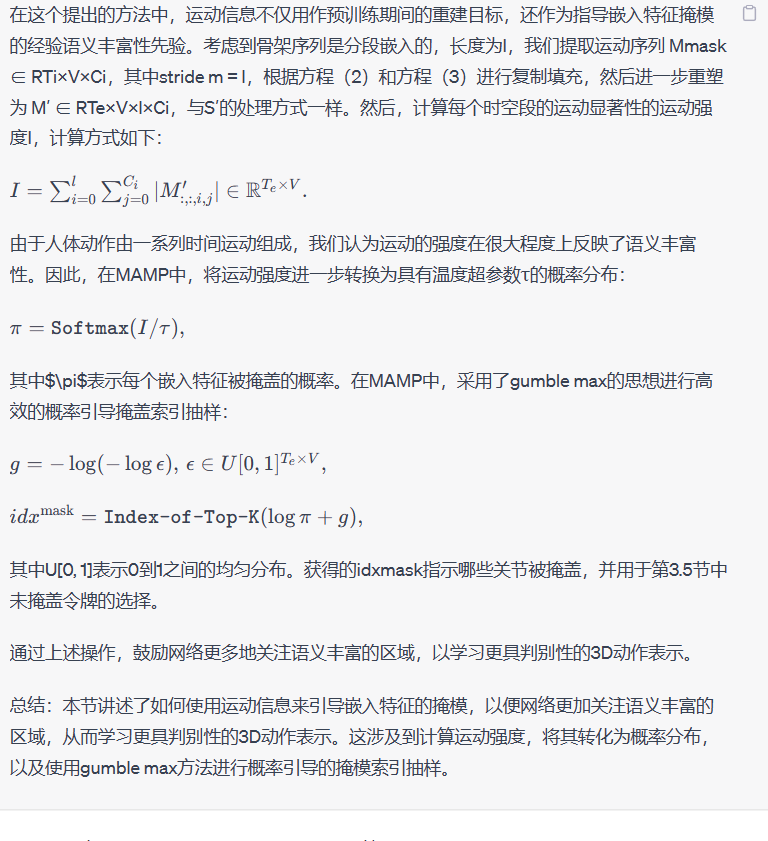 在这个提出的方法中，运动信息不仅用作预训练期间的重建目标，还作为指导嵌入特征掩模
的经验语义丰富性先验。考虑到骨架序列是分段嵌入的，长度为l，我们提取运动序列 Mmask
∈ RTi×V×Ci，其中stride m = l，根据方程（2）和方程（3）进行复制填充，然后进一步重塑
为 M′ ∈ RTe×V×l×Ci，与S′的处理方式一样。然后，计算每个时空段的运动显著性的运动强
度I，计算方式如下：
$I = \sum_{i=0}^{l} \sum_{j=0}^{C_i} |M'_{:,:,i,j}| \in \mathbb{R}^{T_e \times V}.$
由于人体动作由一系列时间运动组成，我们认为运动的强度在很大程度上反映了语义丰富
性。因此，在MAMP中，将运动强度进一步转换为具有温度超参数τ的概率分布：
π = Softmax(I/τ),
其中$\pi$表示每个嵌入特征被掩盖的概率。在MAMP中，采用了gumble max的思想进行高
效的概率引导掩盖索引抽样：
$g = -\log(-\log \epsilon), \epsilon \in U[0, 1]^{T_e \times V},$
$idx^{\text{mask}} = \texttt{Index-of-Top-K}(\log \pi + g),$
其中U[0, 1]表示0到1之间的均匀分布。获得的idxmask指示哪些关节被掩盖，并用于第3.5节中
未掩盖令牌的选择。
通过上述操作，鼓励网络更多地关注语义丰富的区域，以学习更具判别性的3D动作表示。
总结：本节讲述了如何使用运动信息来引导嵌入特征的掩模，以便网络更加关注语义丰富的
区域，从而学习更具判别性的3D动作表示。这涉及到计算运动强度，将其转化为概率分布，
以及使用gumble max方法进行概率引导的掩模索引抽样。